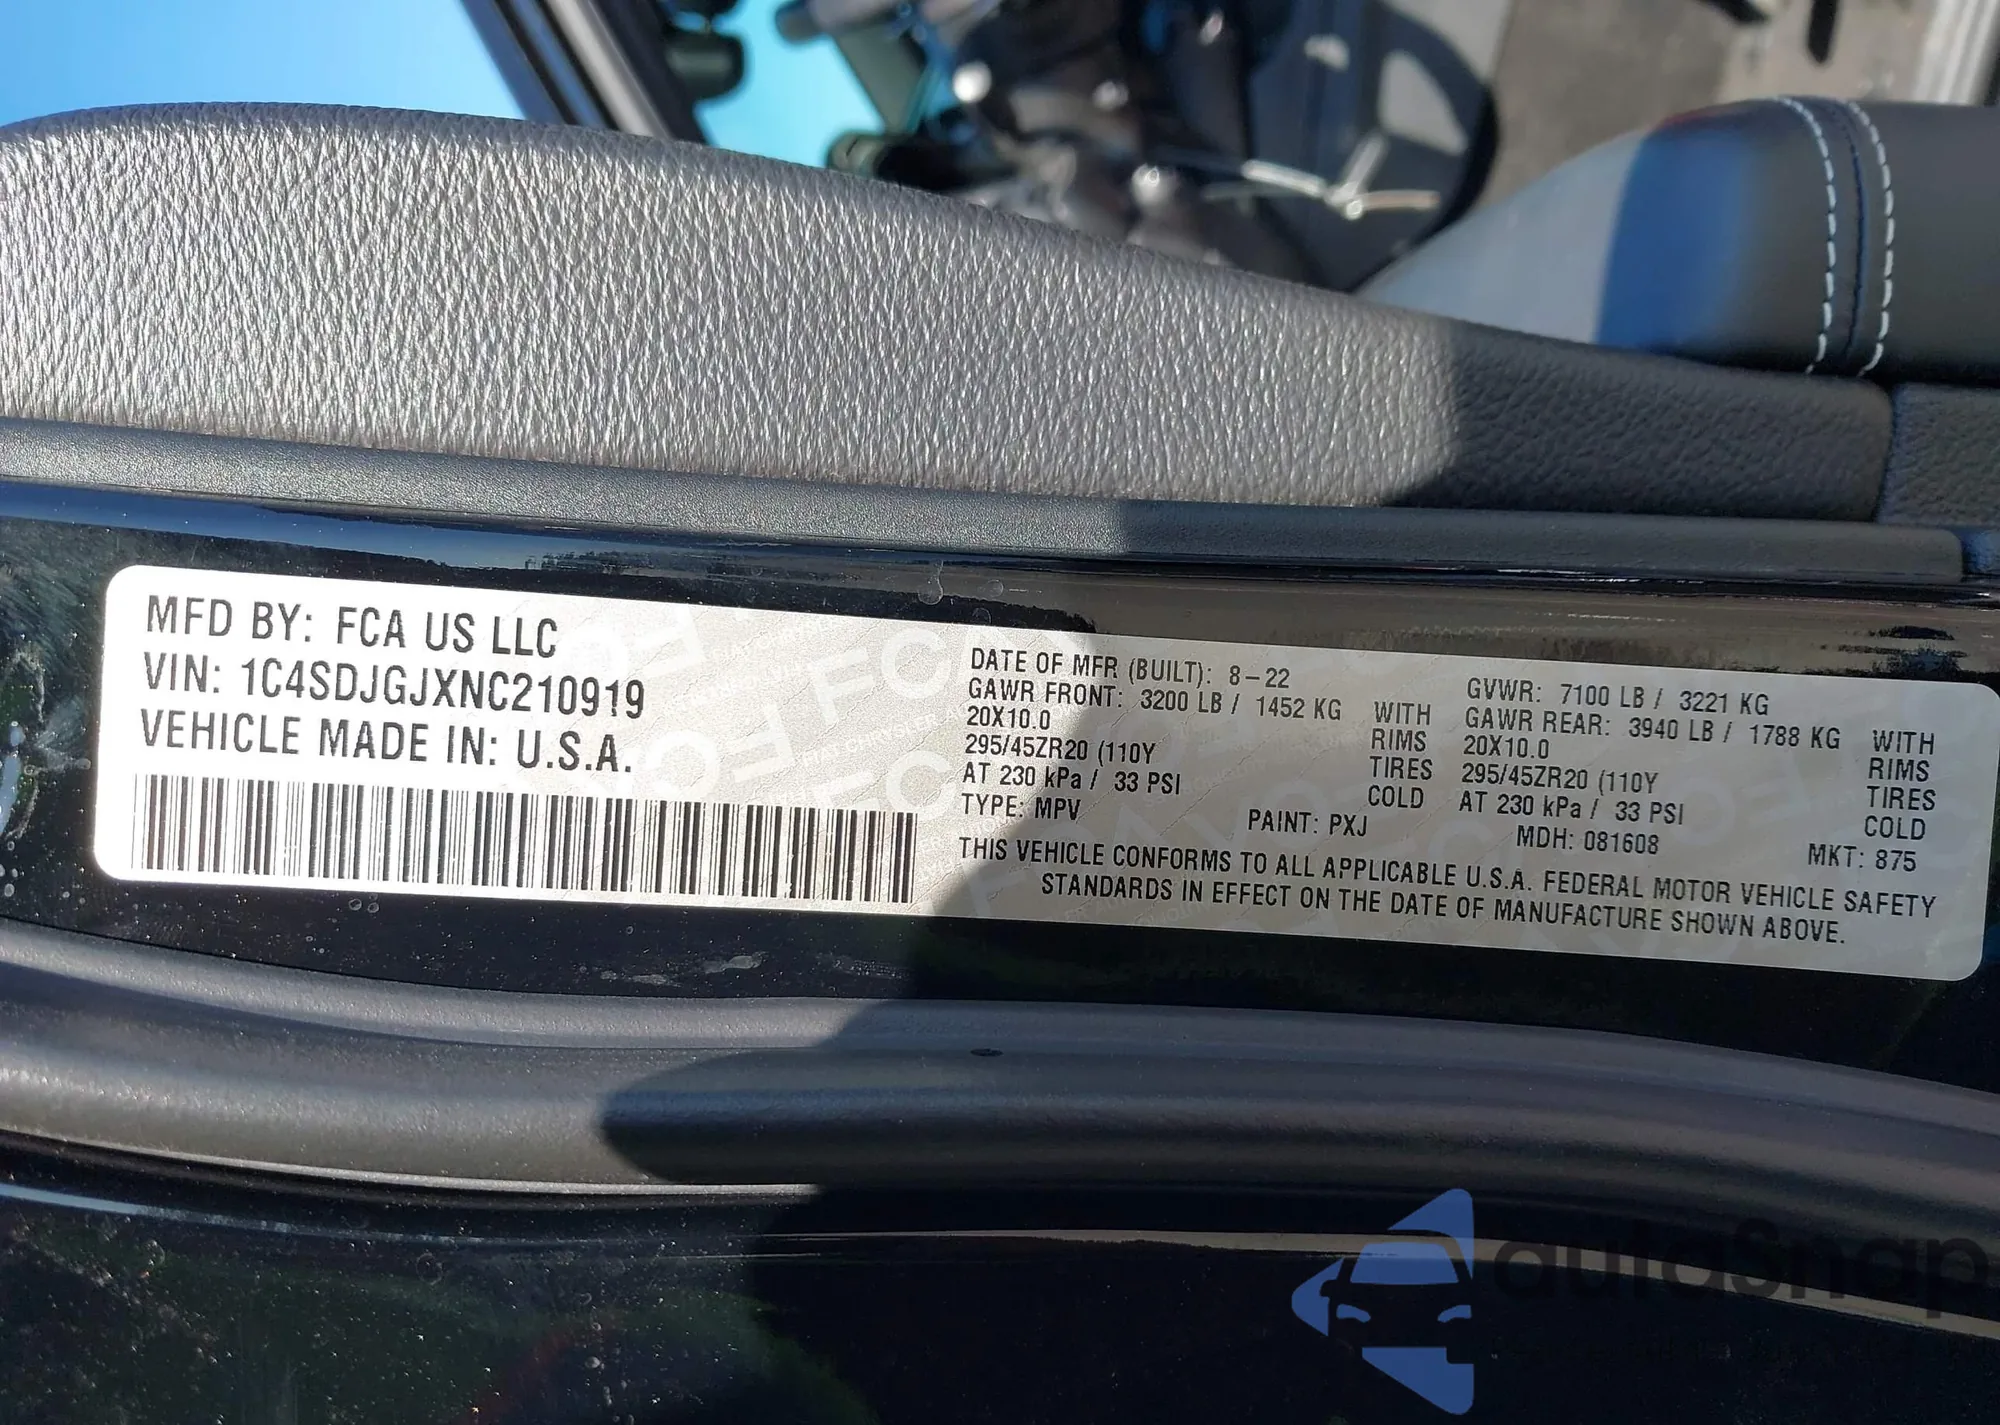 MFD BY: FCA US LLC
VIN: 1C4SDJGJXNC210919
VEHICLE MADE IN: U.S.A.
DATE OF MFR (BUILT): 8-22
GAWR FRONT: 3200 LB / 1452 KG WITH
20X10.0 RIMS
295/45ZR20 (110Y TIRES
AT 230 kPa / 33 PSI COLD
TYPE: MPV PAINT: PXJ
GVWR: 7100 LB / 3221 KG
GAWR REAR: 3940 LB / 1788 KG WITH
20X10.0 RIMS
295/45ZR20 (110Y TIRES
AT 230 kPa / 33 PSI COLD
MDH: 081608 MKT: 875
THIS VEHICLE CONFORMS TO ALL APPLICABLE U.S.A. FEDERAL MOTOR VEHICLE SAFETY
STANDARDS IN EFFECT ON THE DATE OF MANUFACTURE SHOWN ABOVE.
autosnap